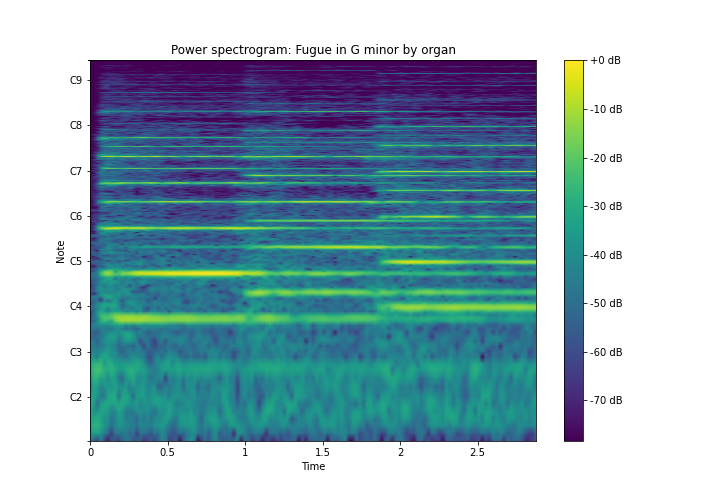 Power spectrogram: Fugue in G minor by organ
Note
C9
C8
C7
C6
C5
C4
C3
C2
0
0.5
1
1.5
2
2.5
Time
+0 dB
-10 dB
-20 dB
-30 dB
-40 dB
-50 dB
-60 dB
-70 dB